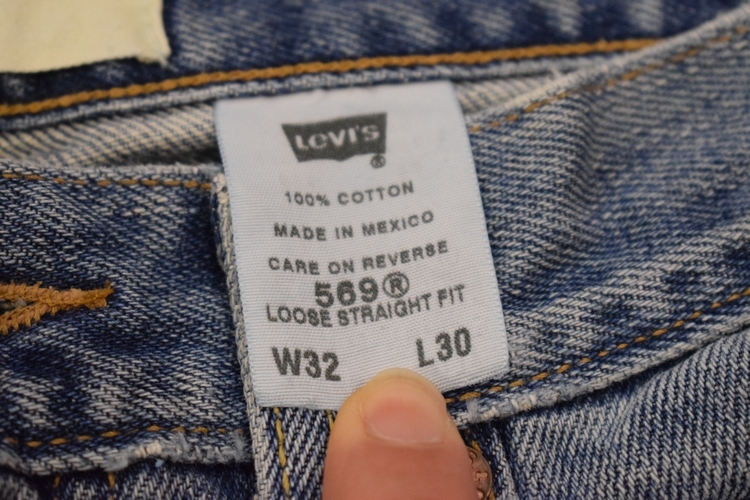 LEVI'S®
100% COTTON
MADE IN MEXICO
CARE ON REVERSE
569®
LOOSE STRAIGHT FIT
W32 L30